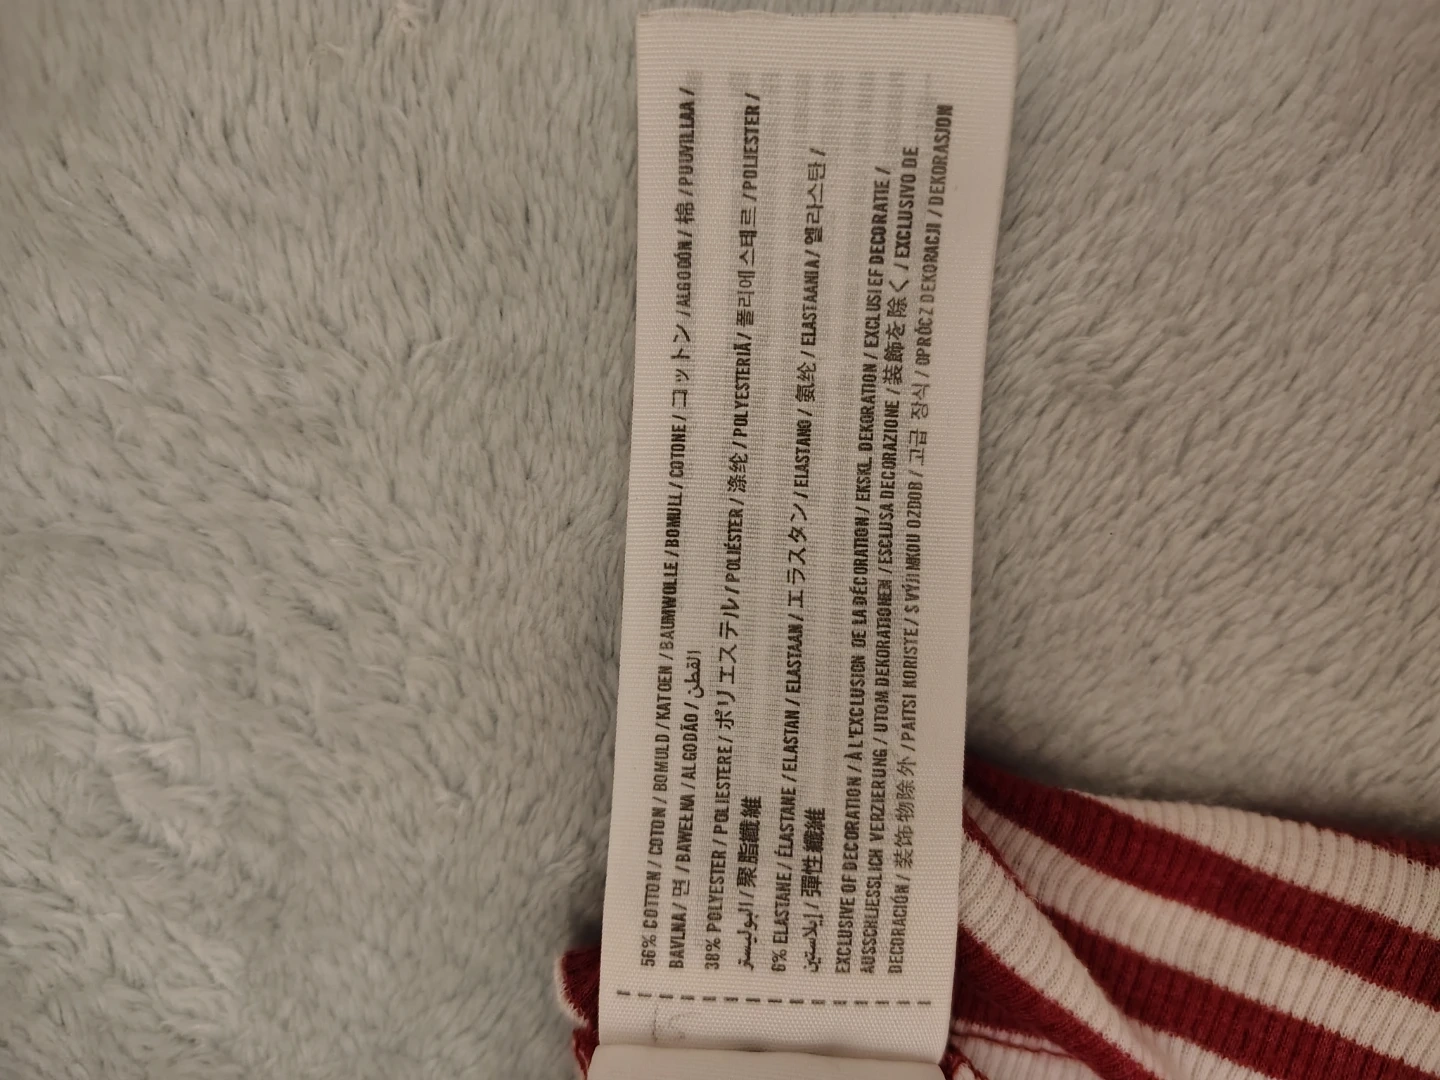 56% COTTON / COTON / BOMULD / KATOEN / BAUMWOLLE / BOMULL / COTONE / コットン / ALGODÓN / 棉 / PUUVILLAA /
BAVLNA / 면 / BAWEŁNA / ALGODÃO / القطن
38% POLYESTER / POLIESTERE / ポリエステル / POLIÉSTER / 涤纶 / POLYESTERIÄ / 폴리에스테르 / POLIESTER /
البوليستر / 聚脂纖維
6% ELASTANE / ÉLASTANE / ELASTAN / ELASTAAN / エラスタン / ELASTANO / 氨纶 / ELASTAANIA / 엘라스탄 /
إيلاستين / 彈性纖維
EXCLUSIVE OF DECORATION / À L'EXCLUSION DE LA DÉCORATION / EKSKL. DEKORATION / EXCLUSIEF DECORATIE /
AUSSCHLIESSLICH VERZIERUNG / UTOM DEKORATIONEN / ESCLUSA DECORAZIONE / 装飾を除く / EXCLUSIVO DE
DECORACIÓN / 装饰物除外 / PAITSI KORISTE / S VÝJIMKOU OZDOB / 고급 장식 / OPRÓCZ DEKORACJI / DEKORASJON